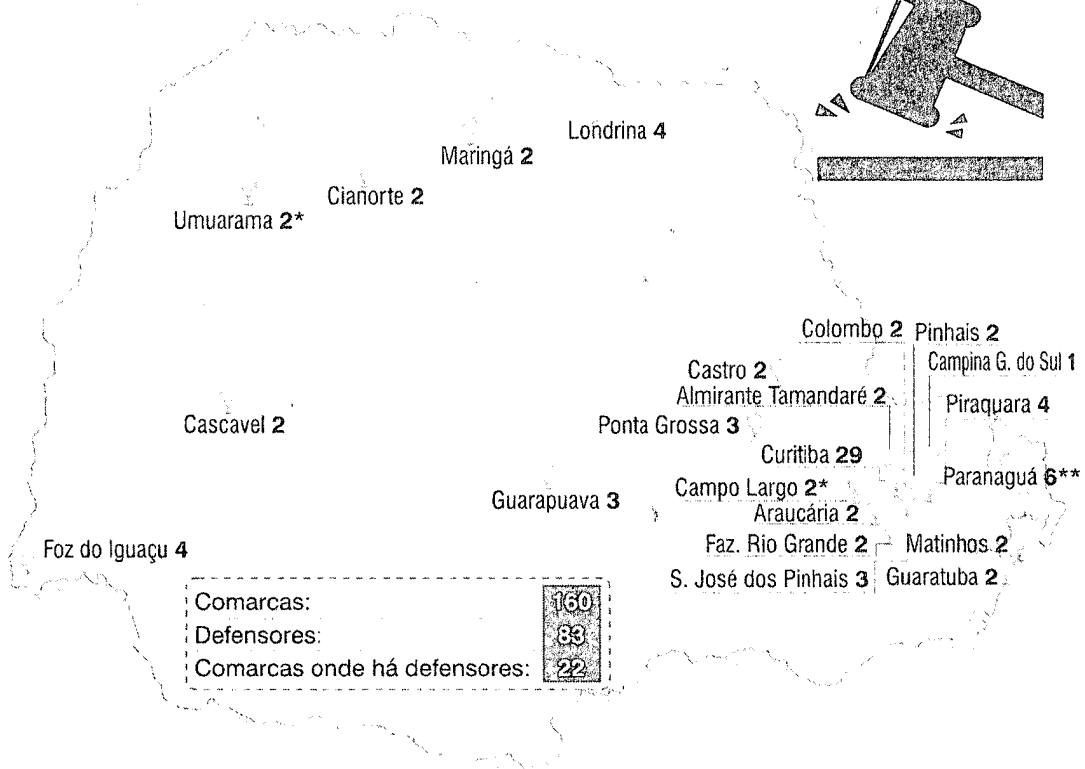 Londrina 4
Maringá 2
Cianorte 2
Umuarama 2*
Colombo 2
Pinhais 2
Campina G. do Sul 1
Castro 2
Almirante Tamandaré 2
Piraquara 4
Cascavel 2
Ponta Grossa 3
Curitiba 29
Paranaguá 6**
Campo Largo 2*
Guarapuava 3
Araucária 2
Foz do Iguaçu 4
Faz. Rio Grande 2
Matinhos 2
S. José dos Pinhais 3
Guaratuba 2
Comarcas: 160
Defensores: 83
Comarcas onde há defensores: 22